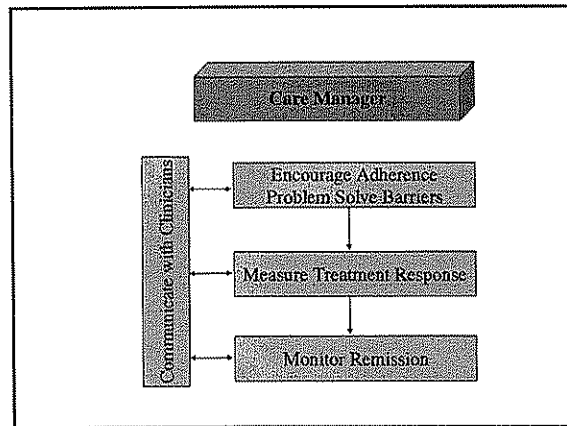 Care Manager
Communicate with Clinicians
Encourage Adherence
Problem Solve Barriers
Measure Treatment Response
Monitor Remission